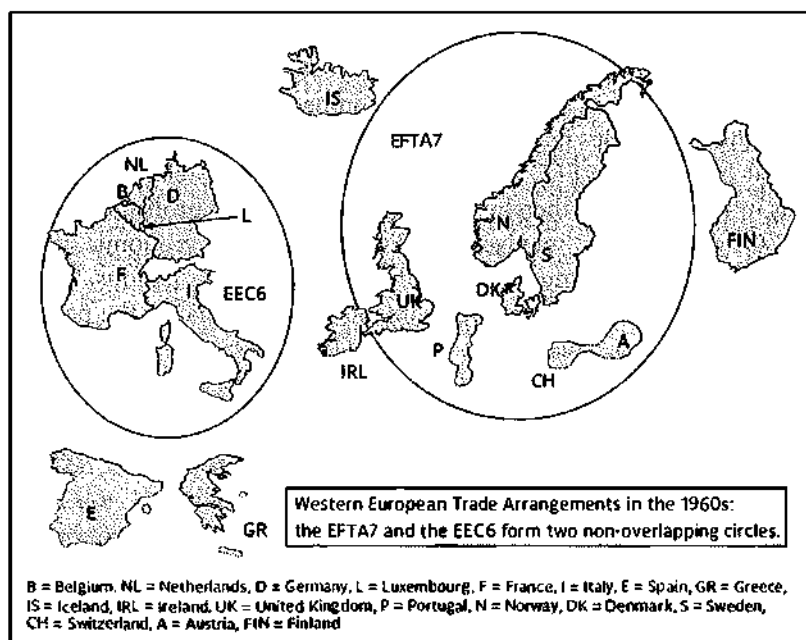 IS
EFTA7
NL
B
D
L
N
FIN
F
S
I
EEC6
DK
UK
A
P
IRL
CH
E
GR
Western European Trade Arrangements in the 1960s:
the EFTA7 and the EEC6 form two non-overlapping circles.
B = Belgium, NL = Netherlands, D = Germany, L = Luxembourg, F = France, I = Italy, E = Spain, GR = Greece,
IS = Iceland, IRL = Ireland, UK = United Kingdom, P = Portugal, N = Norway, DK = Denmark, S = Sweden,
CH = Switzerland, A = Austria, FIN = Finland